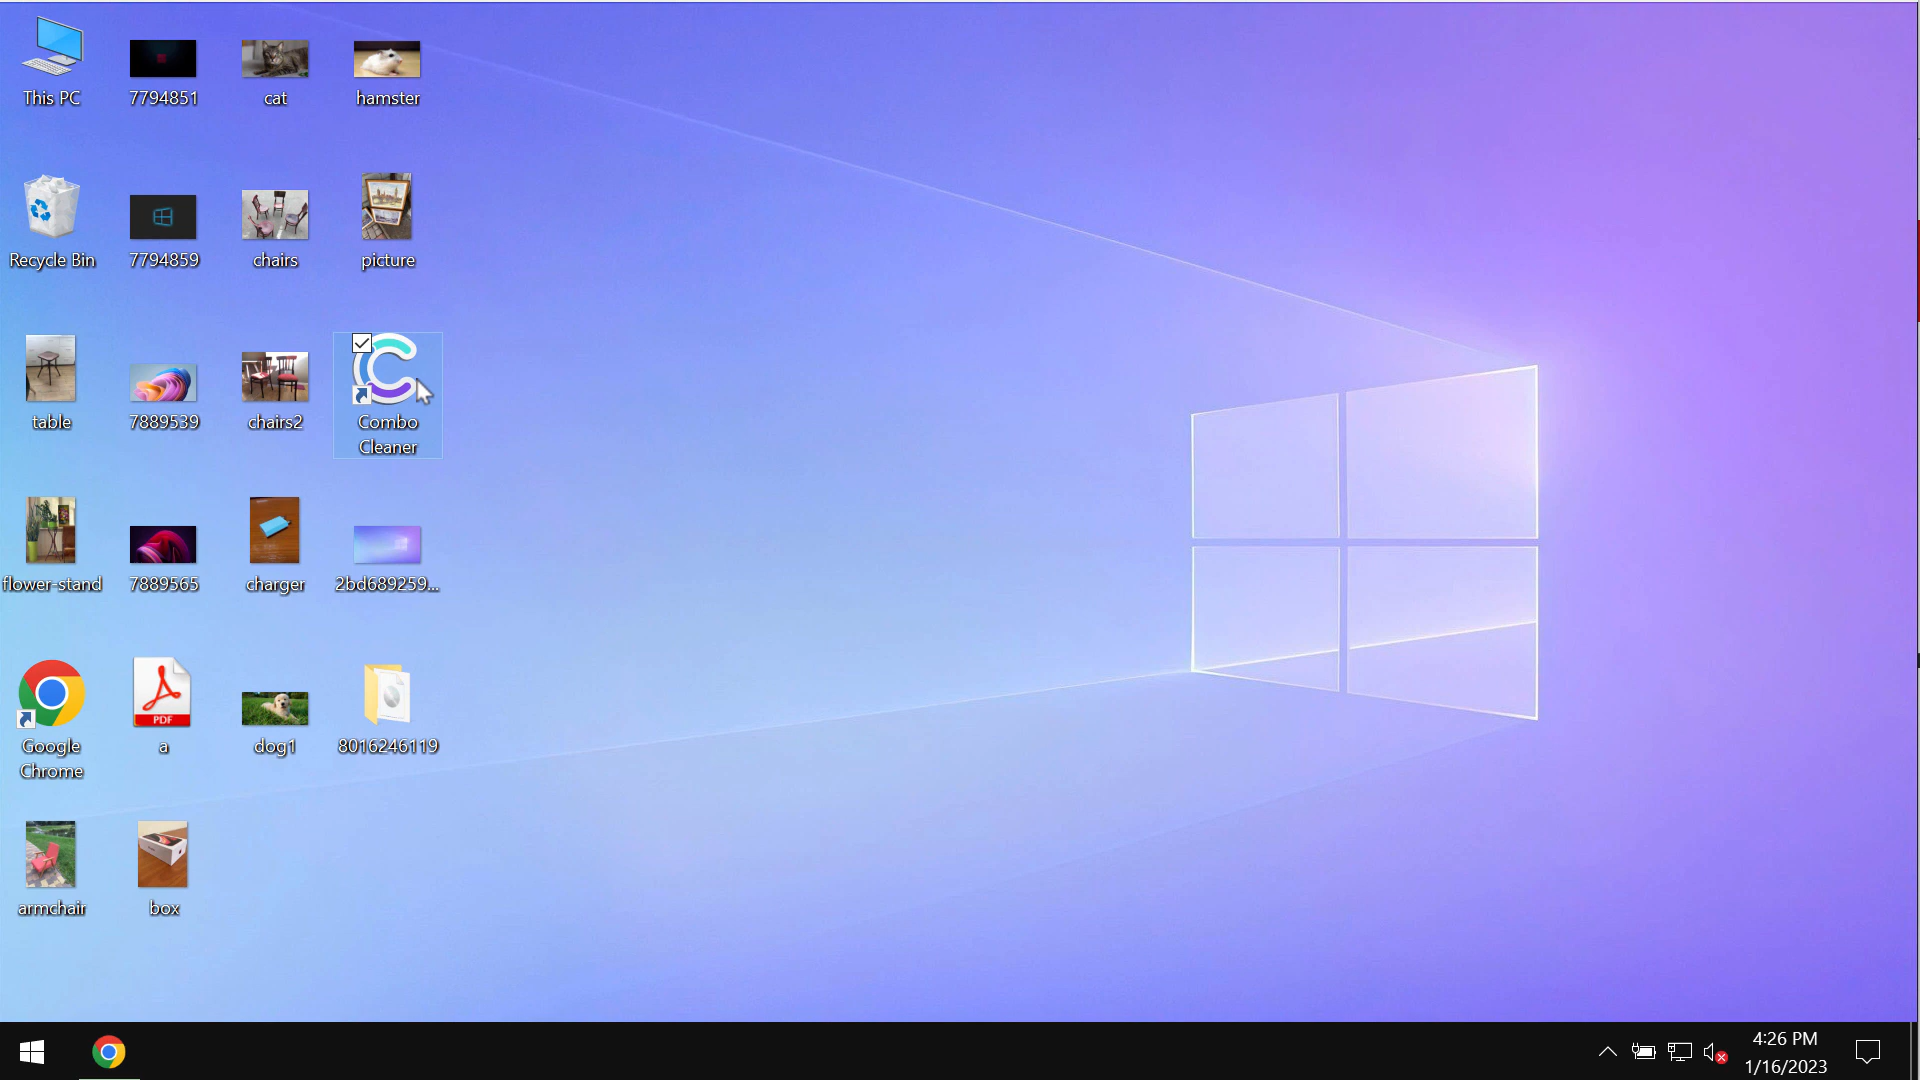 This PC
7794851
cat
hamster
Recycle Bin
7794859
chairs
picture
table
7889539
chairs2
Combo
Cleaner
flower-stand
7889565
charger
2bd689259...
Google
Chrome
PDF
a
dog1
8016246119
armchair
box
4:26 PM
1/16/2023